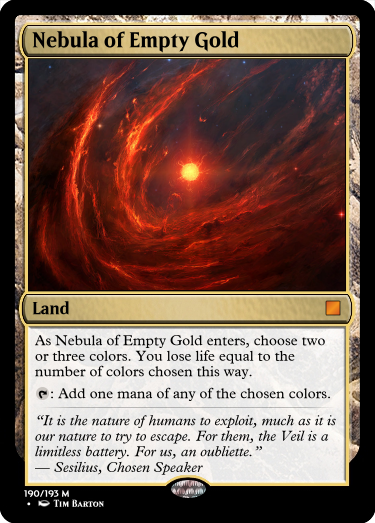 Nebula of Empty Gold
Land
As Nebula of Empty Gold enters, choose two
or three colors. You lose life equal to the
number of colors chosen this way.
: Add one mana of any of the chosen colors.
“It is the nature of humans to exploit, much as it is
our nature to try to escape. For them, the Veil is a
limitless battery. For us, an oubliette.”
— Sesilius, Chosen Speaker
190/193 M
• Tim Barton